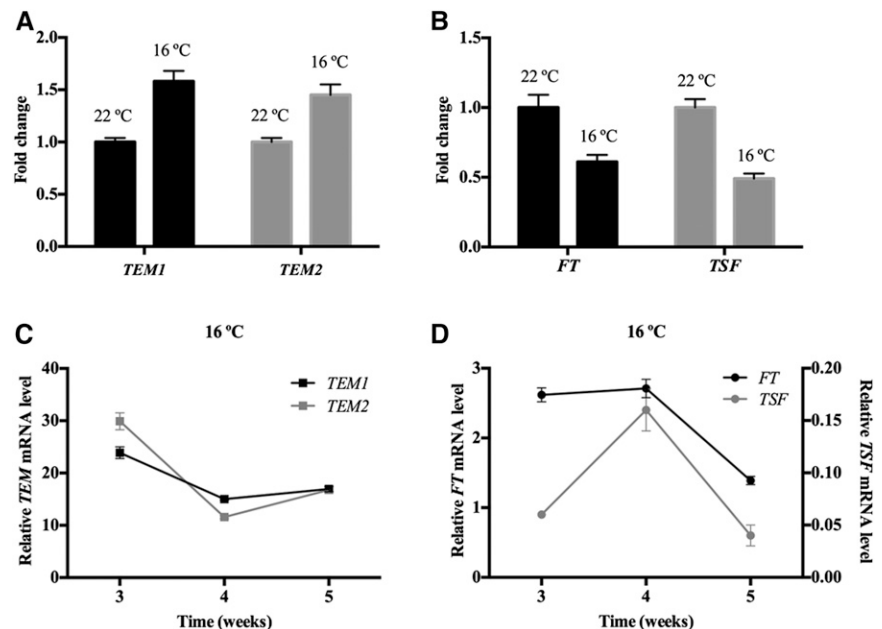 A
2.0
1.5
1.0
0.5
0.0
Fold change
22 ºC
16 ºC
22 ºC
16 ºC
TEM1
TEM2
B
1.5
1.0
0.5
0.0
Fold change
22 ºC
16 ºC
22 ºC
16 ºC
FT
TSF
C
16 ºC
40
30
20
10
0
Relative TEM mRNA level
TEM1
TEM2
3
4
5
Time (weeks)
D
16 ºC
3
2
1
0
Relative FT mRNA level
FT
TSF
0.20
0.15
0.10
0.05
0.00
Relative TSF mRNA level
3
4
5
Time (weeks)